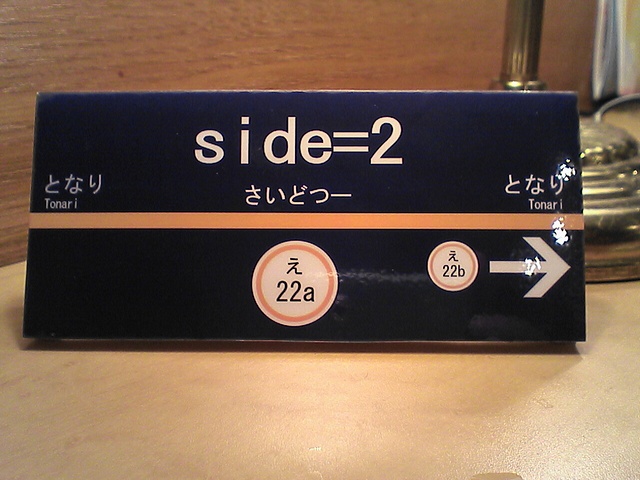 side=2
さいどつー
となり
Tonari
となり
Tonari
え
22a
え
22b